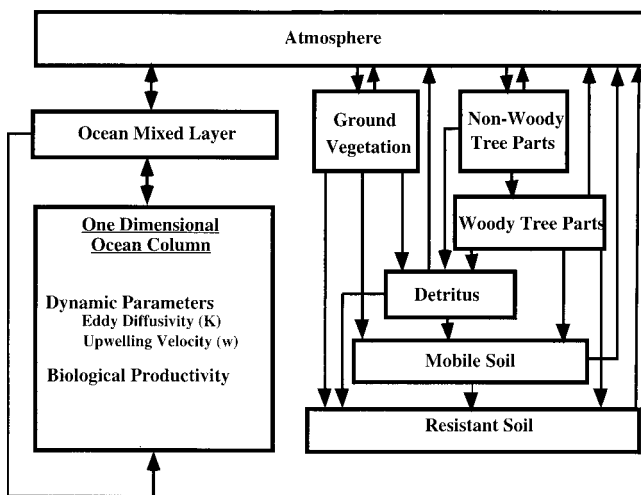 Atmosphere
Ocean Mixed Layer
Ground
Vegetation
Non-Woody
Tree Parts
One Dimensional
Ocean Column
Woody Tree Parts
Dynamic Parameters
Eddy Diffusivity (K)
Upwelling Velocity (w)
Biological Productivity
Detritus
Mobile Soil
Resistant Soil